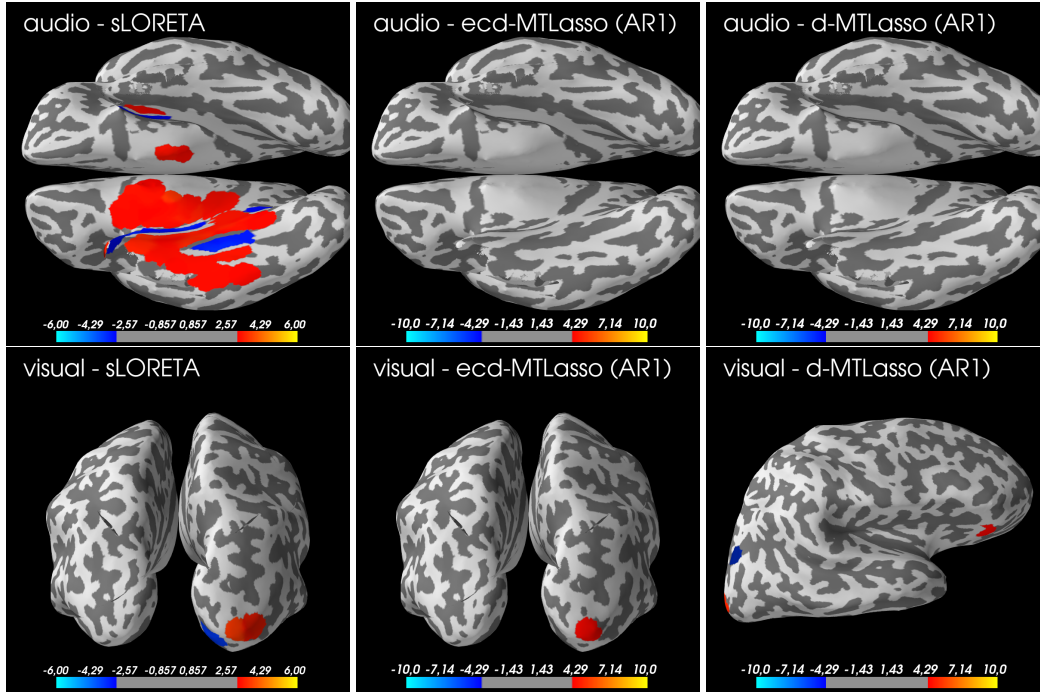 audio - sLORETA
audio - ecd-MTLasso (AR1)
audio - d-MTLasso (AR1)
-6,00 -4,29 -2,57 -0,857 0,857 2,57 4,29 6,00
-10,0 -7,14 -4,29 -1,43 1,43 4,29 7,14 10,0
-10,0 -7,14 -4,29 -1,43 1,43 4,29 7,14 10,0
visual - sLORETA
visual - ecd-MTLasso (AR1)
visual - d-MTLasso (AR1)
-6,00 -4,29 -2,57 -0,857 0,857 2,57 4,29 6,00
-10,0 -7,14 -4,29 -1,43 1,43 4,29 7,14 10,0
-10,0 -7,14 -4,29 -1,43 1,43 4,29 7,14 10,0